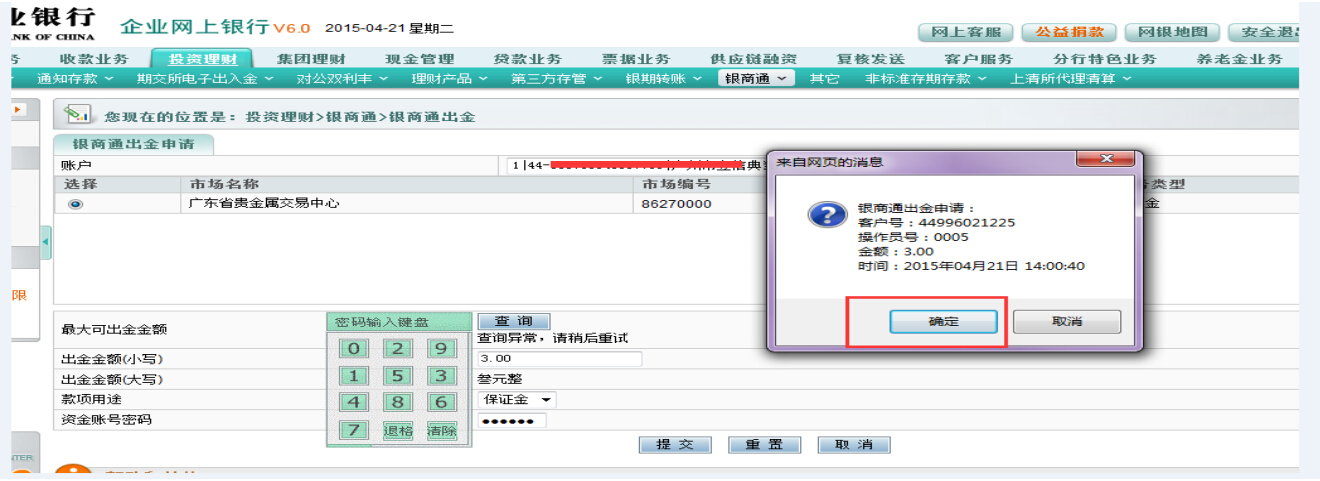 银行
企业网上银行 V6.0 2015-04-21 星期二
NK OF CHINA
网上客服 公益捐款 网银地图 安全退
收款业务 投资理财 集团理财 现金管理 贷款业务 票据业务 供应链融资 复核发送 客户服务 分行特色业务 养老金业务
通知存款 期交所电子出入金 对公双利丰 理财产品 第三方存管 银期转账 银商通 其它 非标准存期存款 上清所代理清算
您现在的位置是：投资理财>银商通>银商通出金
银商通出金申请
账户 1|44-
选择 市场名称 市场编号 类型
广东省贵金属交易中心 86270000 金
来自网页的消息
银商通出金申请：
客户号：44996021225
操作员号：0005
金额：3.00
时间：2015年04月21日 14:00:40
确定 取消
限
最大可出金金额 查 询
查询异常，请稍后重试
出金金额(小写) 3.00
出金金额(大写) 叁元整
款项用途 保证金
资金账号密码 ●●●●●●
密码输入键盘
0 2 9
1 5 3
4 8 6
7 退格 清除
提 交 重 置 取 消
NTER